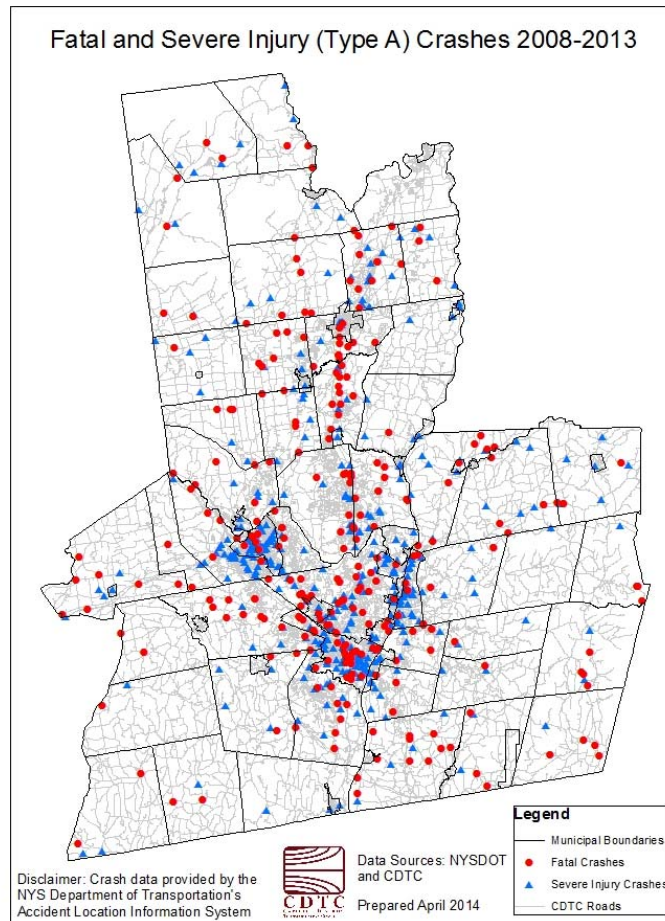 Fatal and Severe Injury (Type A) Crashes 2008-2013
Legend
Municipal Boundaries
Fatal Crashes
Severe Injury Crashes
CDTC Roads
Disclaimer: Crash data provided by the
NYS Department of Transportation's
Accident Location Information System
CDTC
Data Sources: NYSDOT
and CDTC
Prepared April 2014